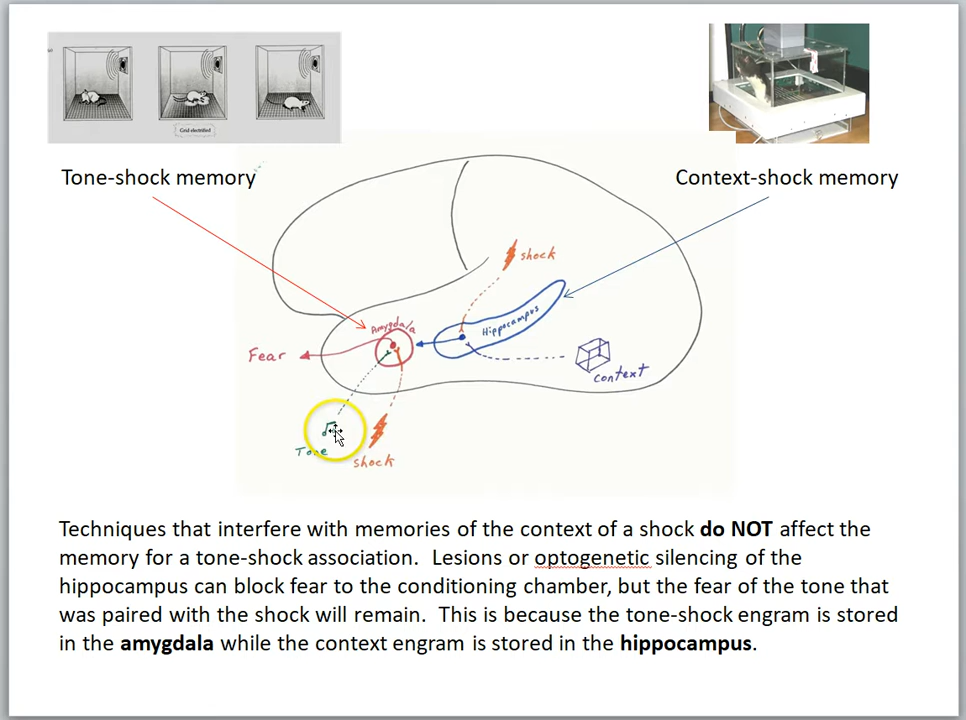 Grid electrified
Tone-shock memory
Context-shock memory
shock
Hippocampus
Amygdala
Fear
context
Tone
shock
Techniques that interfere with memories of the context of a shock do NOT affect the
memory for a tone-shock association. Lesions or optogenetic silencing of the
hippocampus can block fear to the conditioning chamber, but the fear of the tone that
was paired with the shock will remain. This is because the tone-shock engram is stored
in the amygdala while the context engram is stored in the hippocampus.